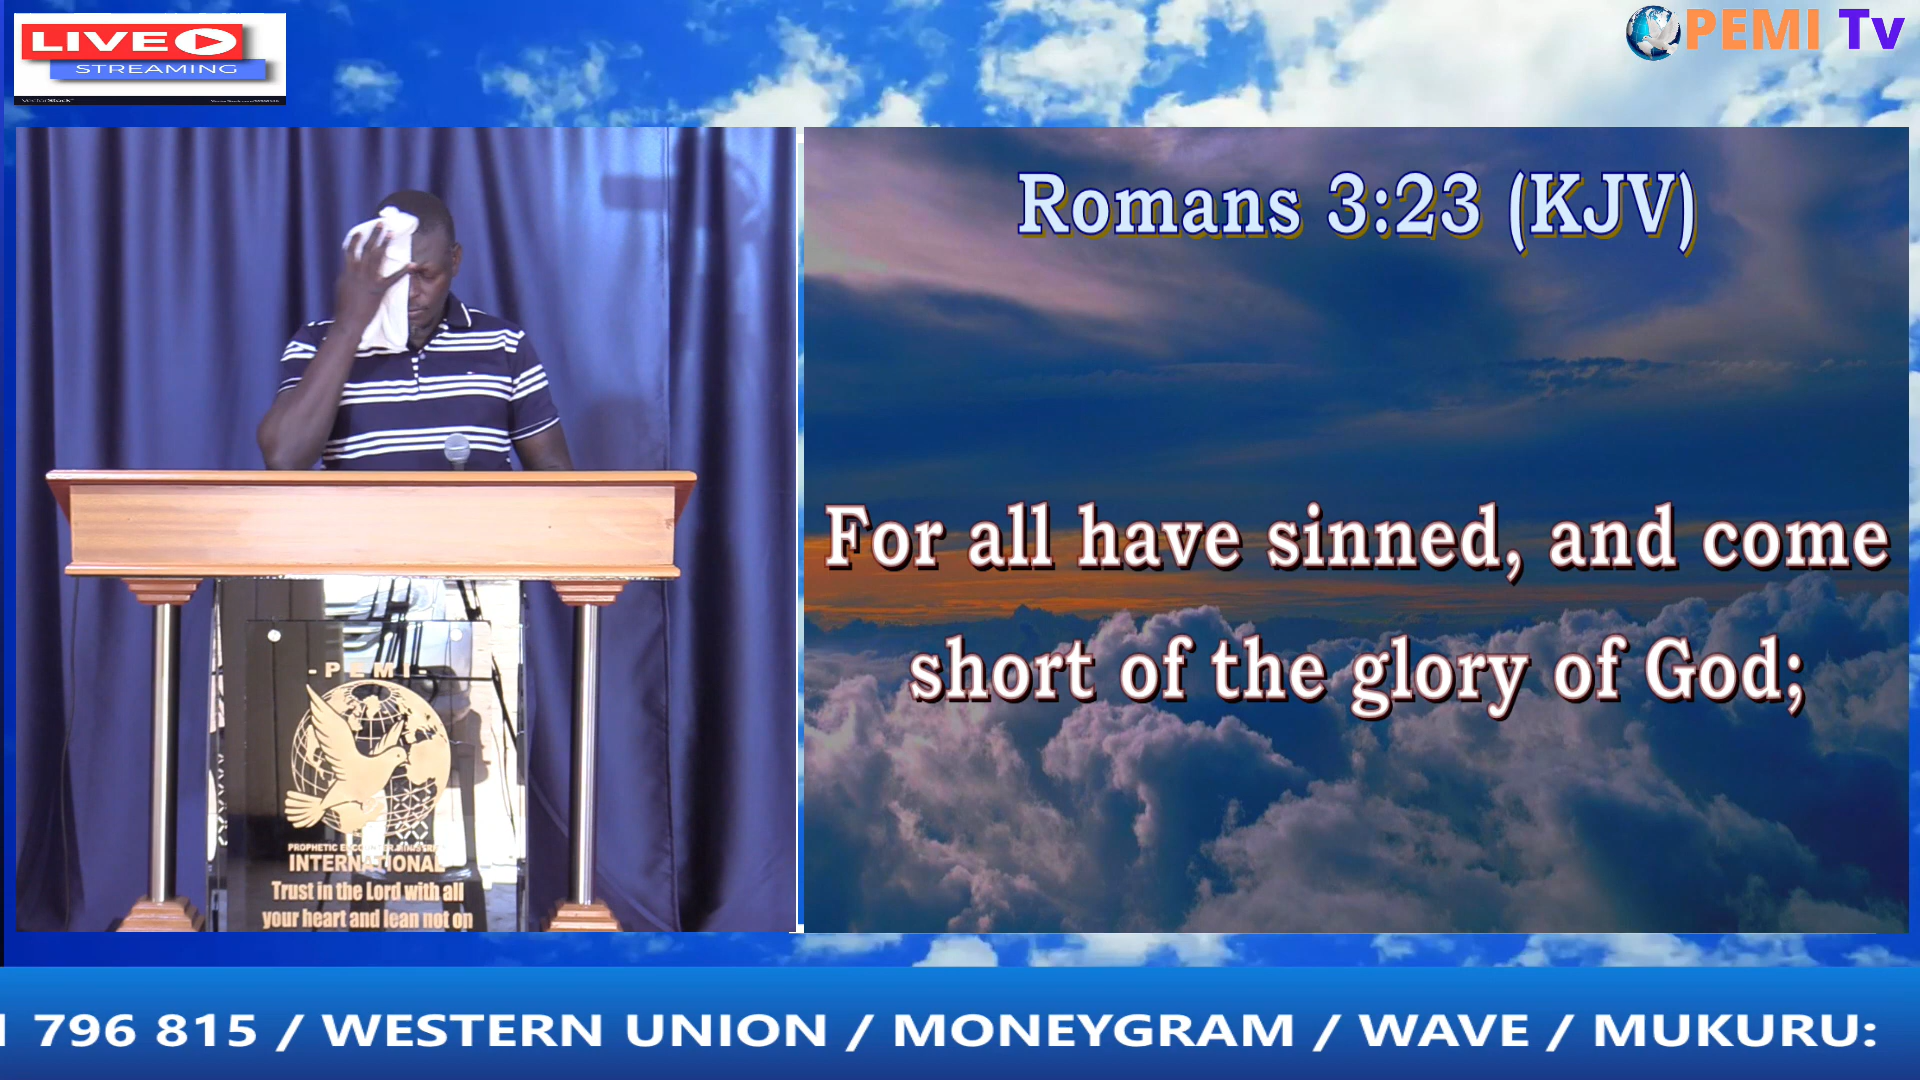 LIVE
STREAMING
PEMI Tv
Romans 3:23 (KJV)
For all have sinned, and come
short of the glory of God;
- P E M I -
PROPHETIC
INTERNATIONAL
Trust in the Lord with all
your heart and lean not on
796 815 / WESTERN UNION / MONEYGRAM / WAVE / MUKURU: